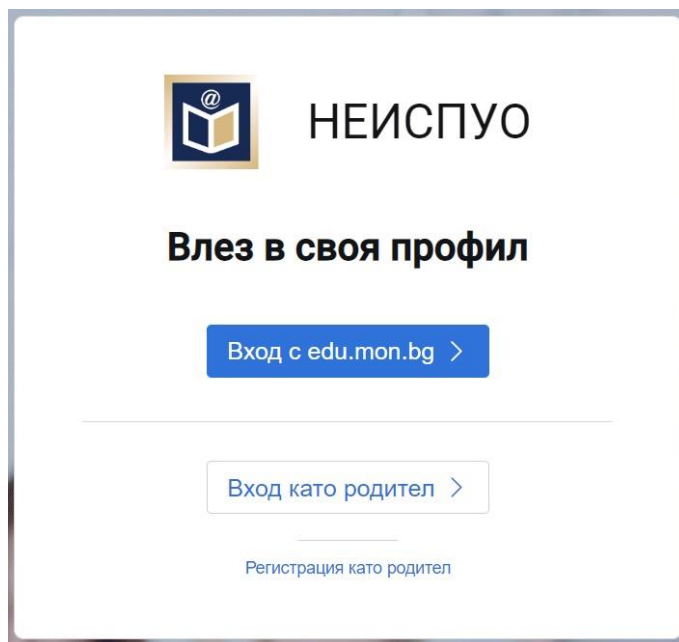 @
НЕИСПУО
Влез в своя профил
Вход с edu.mon.bg
Вход като родител
Регистрация като родител